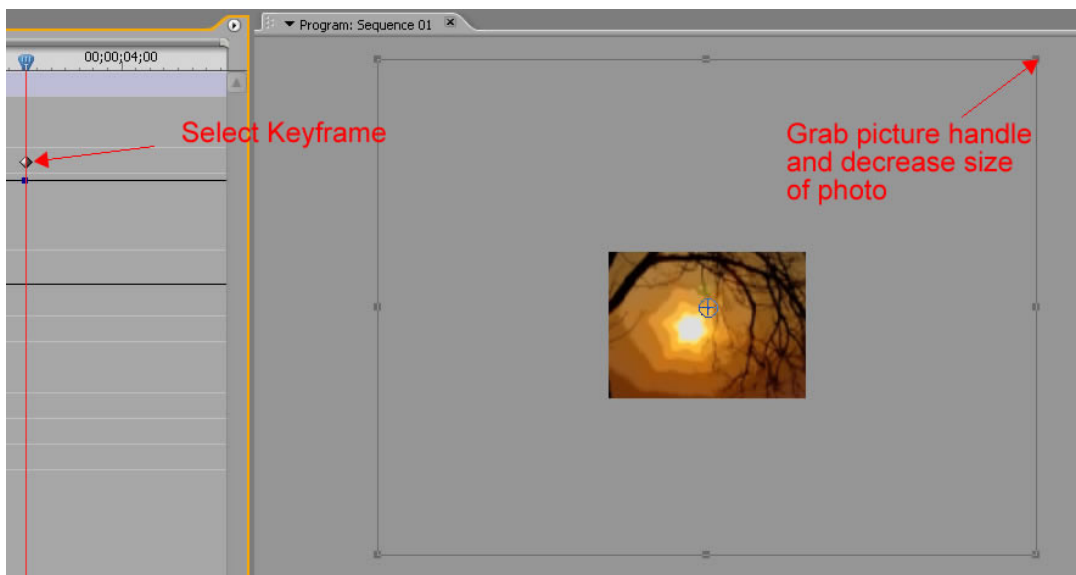 Program: Sequence 01
00;00;04;00
Select Keyframe
Grab picture handle
and decrease size
of photo